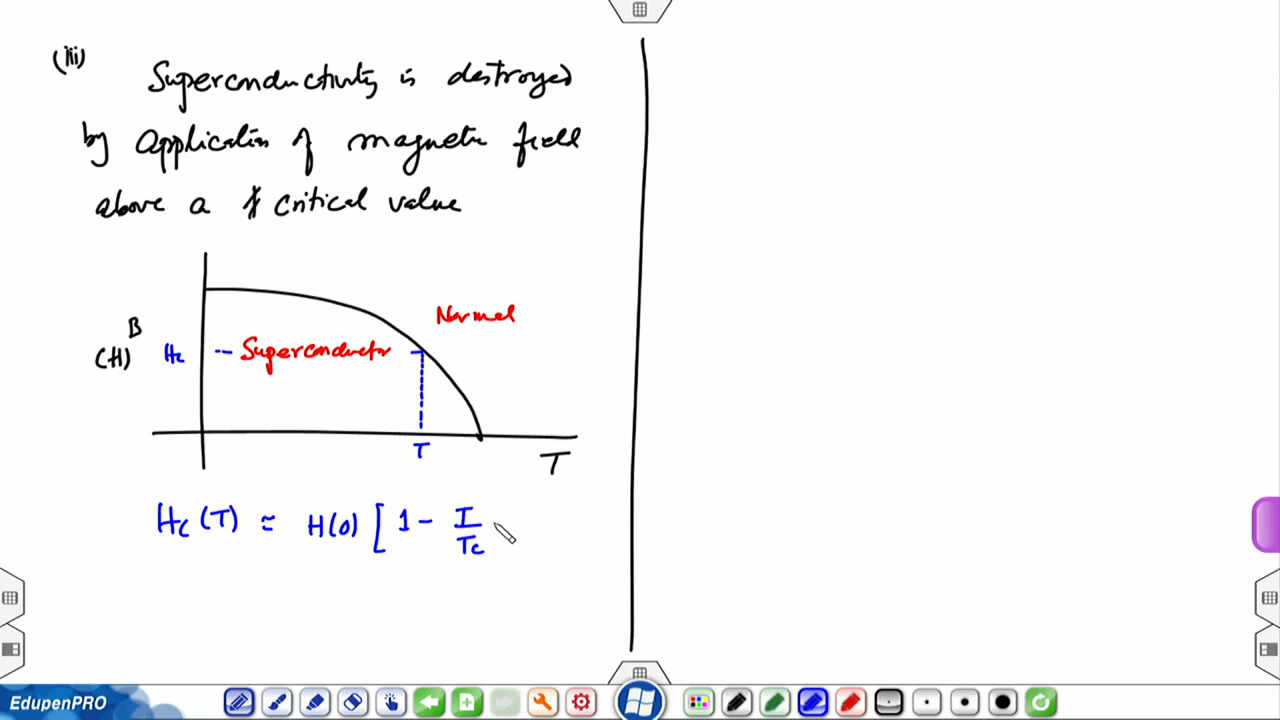 (iii)
Superconductivity is destroyed
by application of magnetic field
above a critical value
Normal
B
(H)
Hc
Superconductor
T
T
Hc(T) ≈ H(0) [ 1 - T/Tc
EdupenPRO